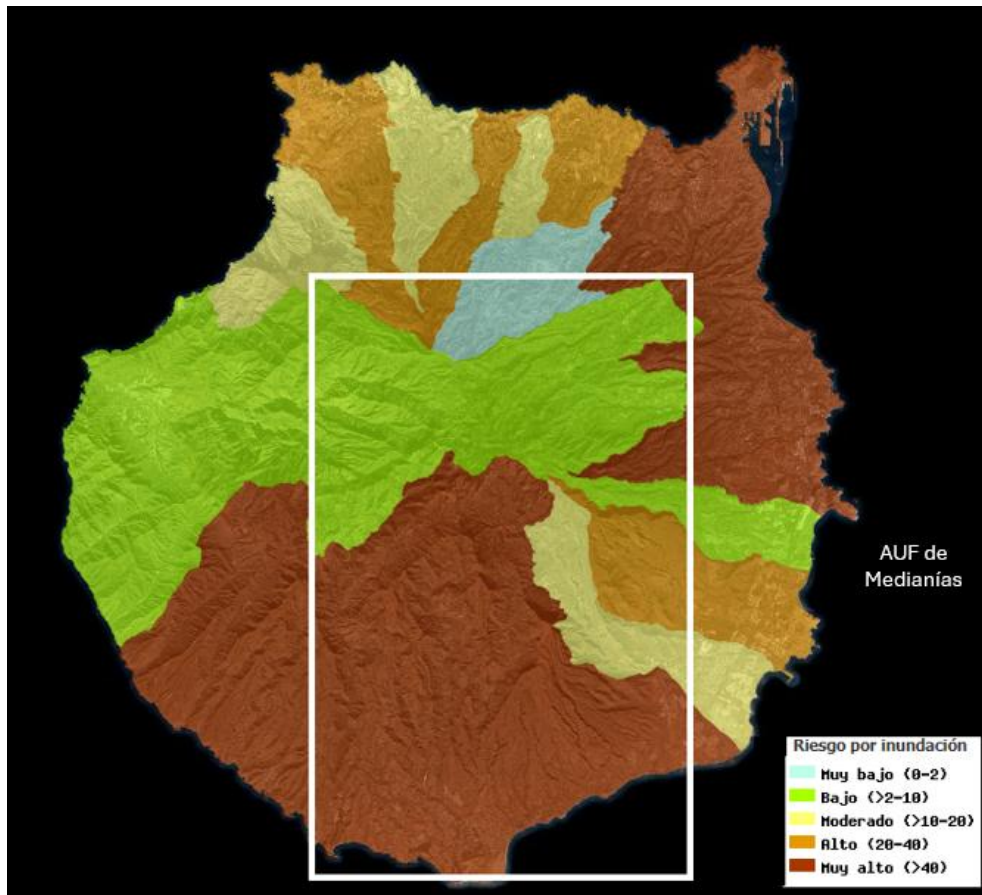 AUF de
Medianías
Riesgo por inundación
Muy bajo (0-2)
Bajo (>2-10)
Moderado (>10-20)
Alto (20-40)
Muy alto (>40)